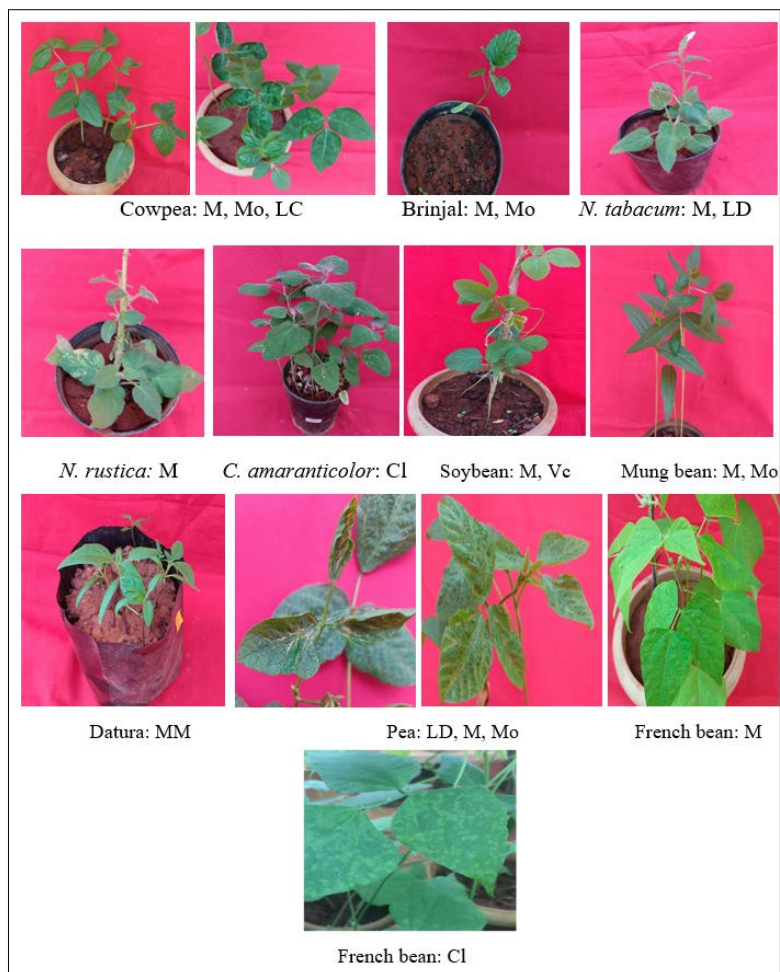 Cowpea: M, Mo, LC
Brinjal: M, Mo
N. tabacum: M, LD
N. rustica: M
C. amaranticolor: Cl
Soybean: M, Vc
Mung bean: M, Mo
Datura: MM
Pea: LD, M, Mo
French bean: M
French bean: Cl